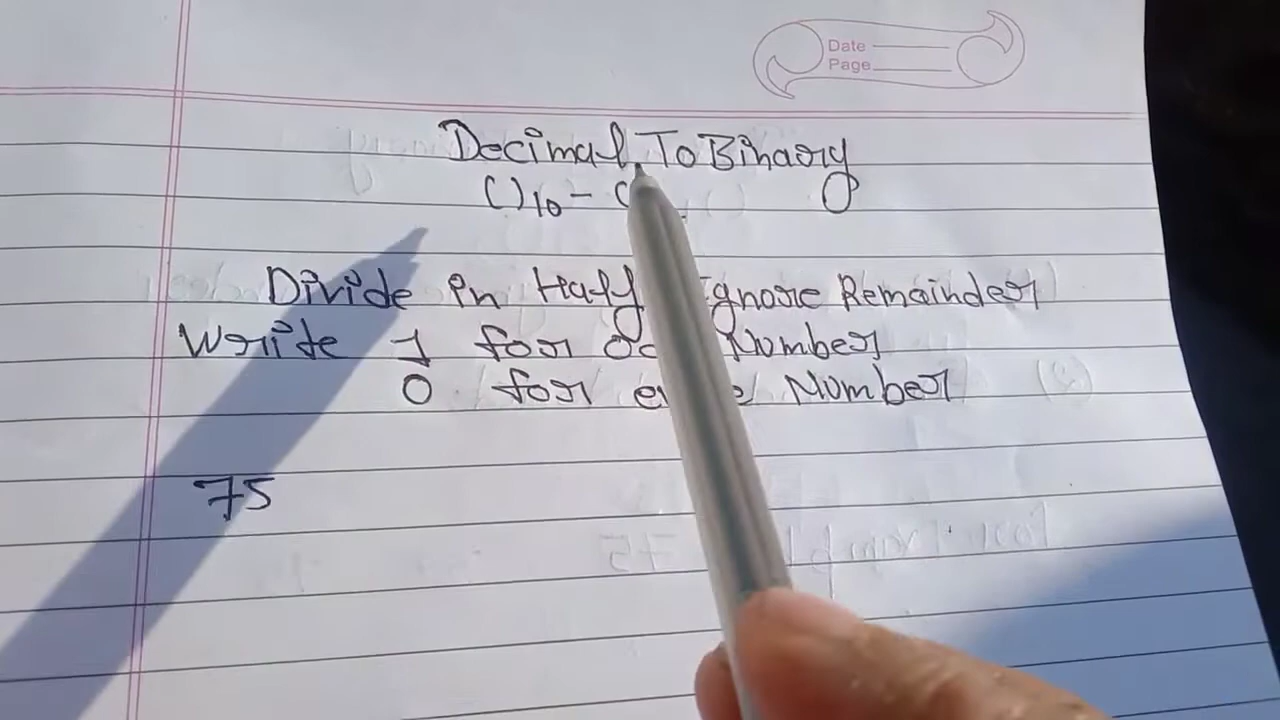 Date
Page
Decimal To Binary
()10 - (
Divide in Half Ignore Remainder
Write 1 for Number
0 for Number
75